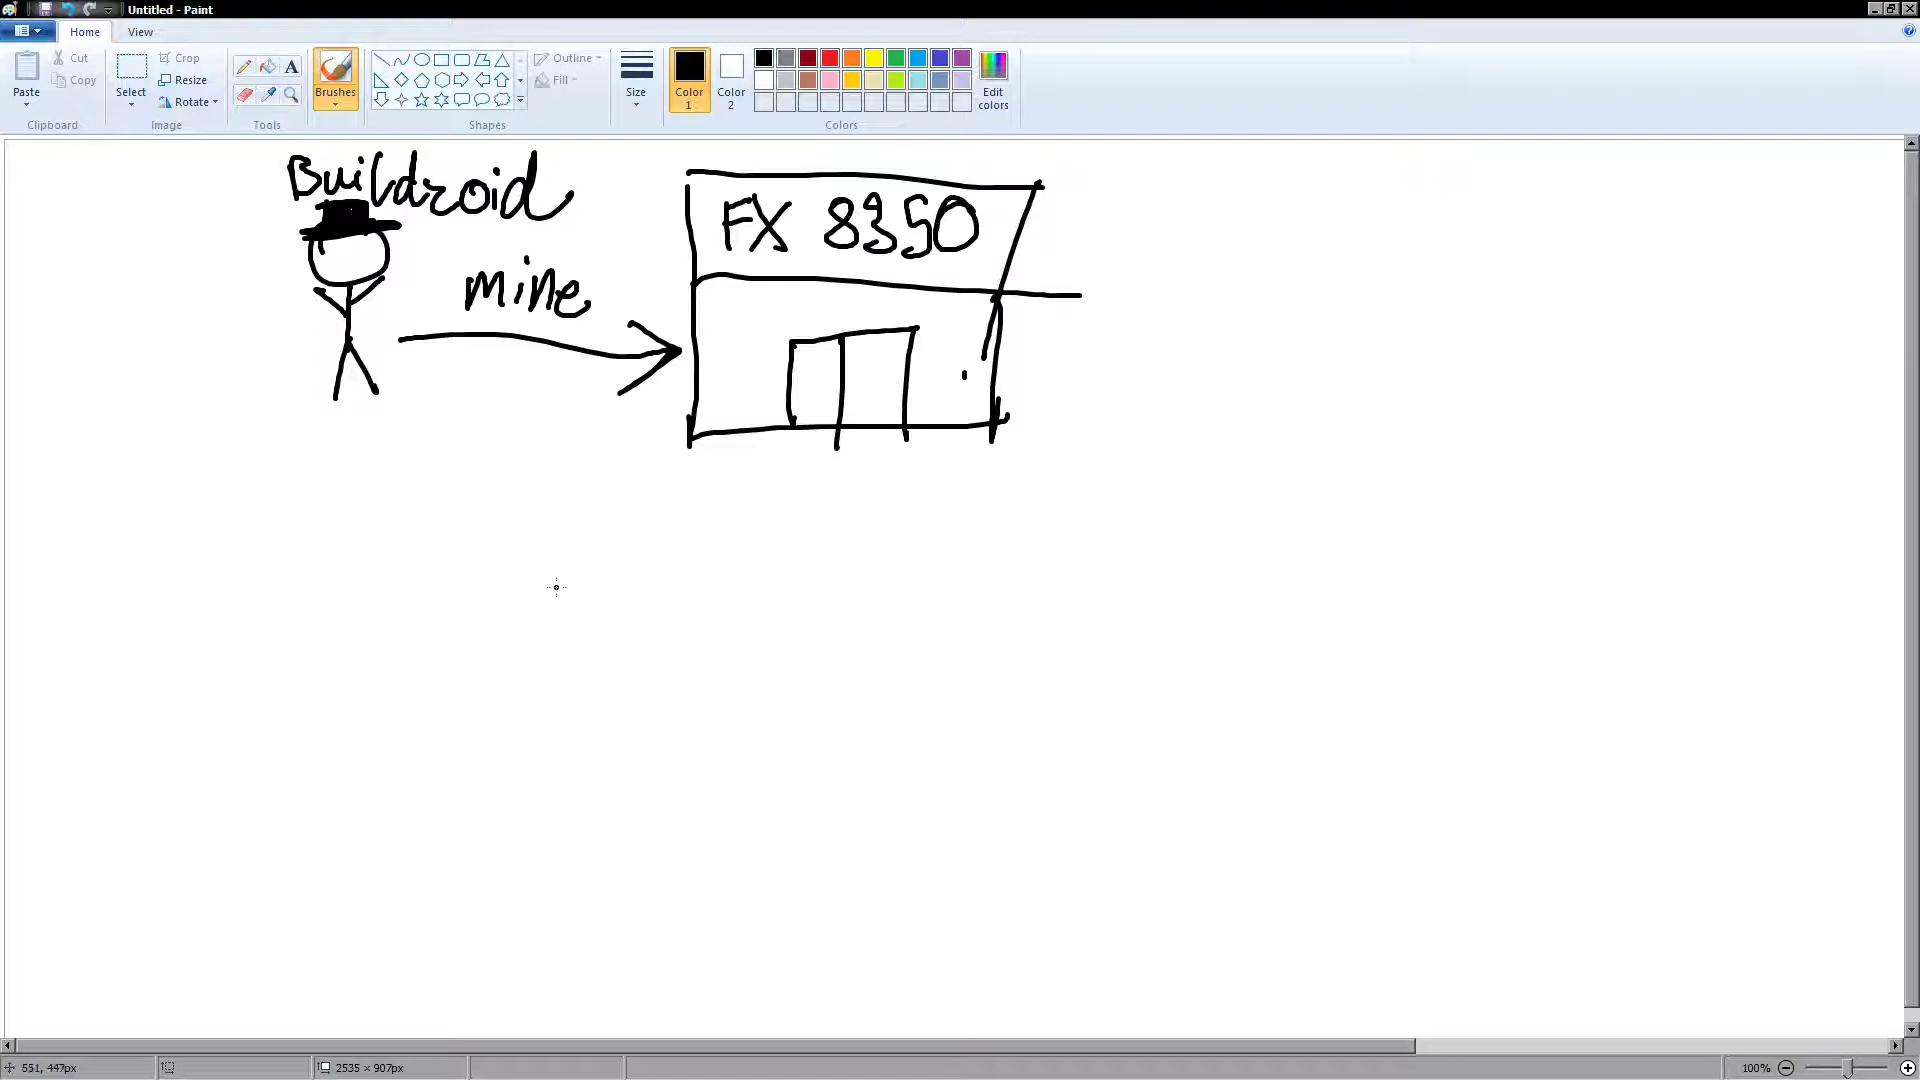 Untitled - Paint
Home View
Paste
Cut
Copy
Clipboard
Select
Crop
Resize
Rotate
Image
A
Tools
Brushes
Shapes
Outline
Fill
Size
Color 1
Color 2
Edit colors
Colors
Buildroid
mine
FX 8350
551, 447px
2535 × 907px
100%